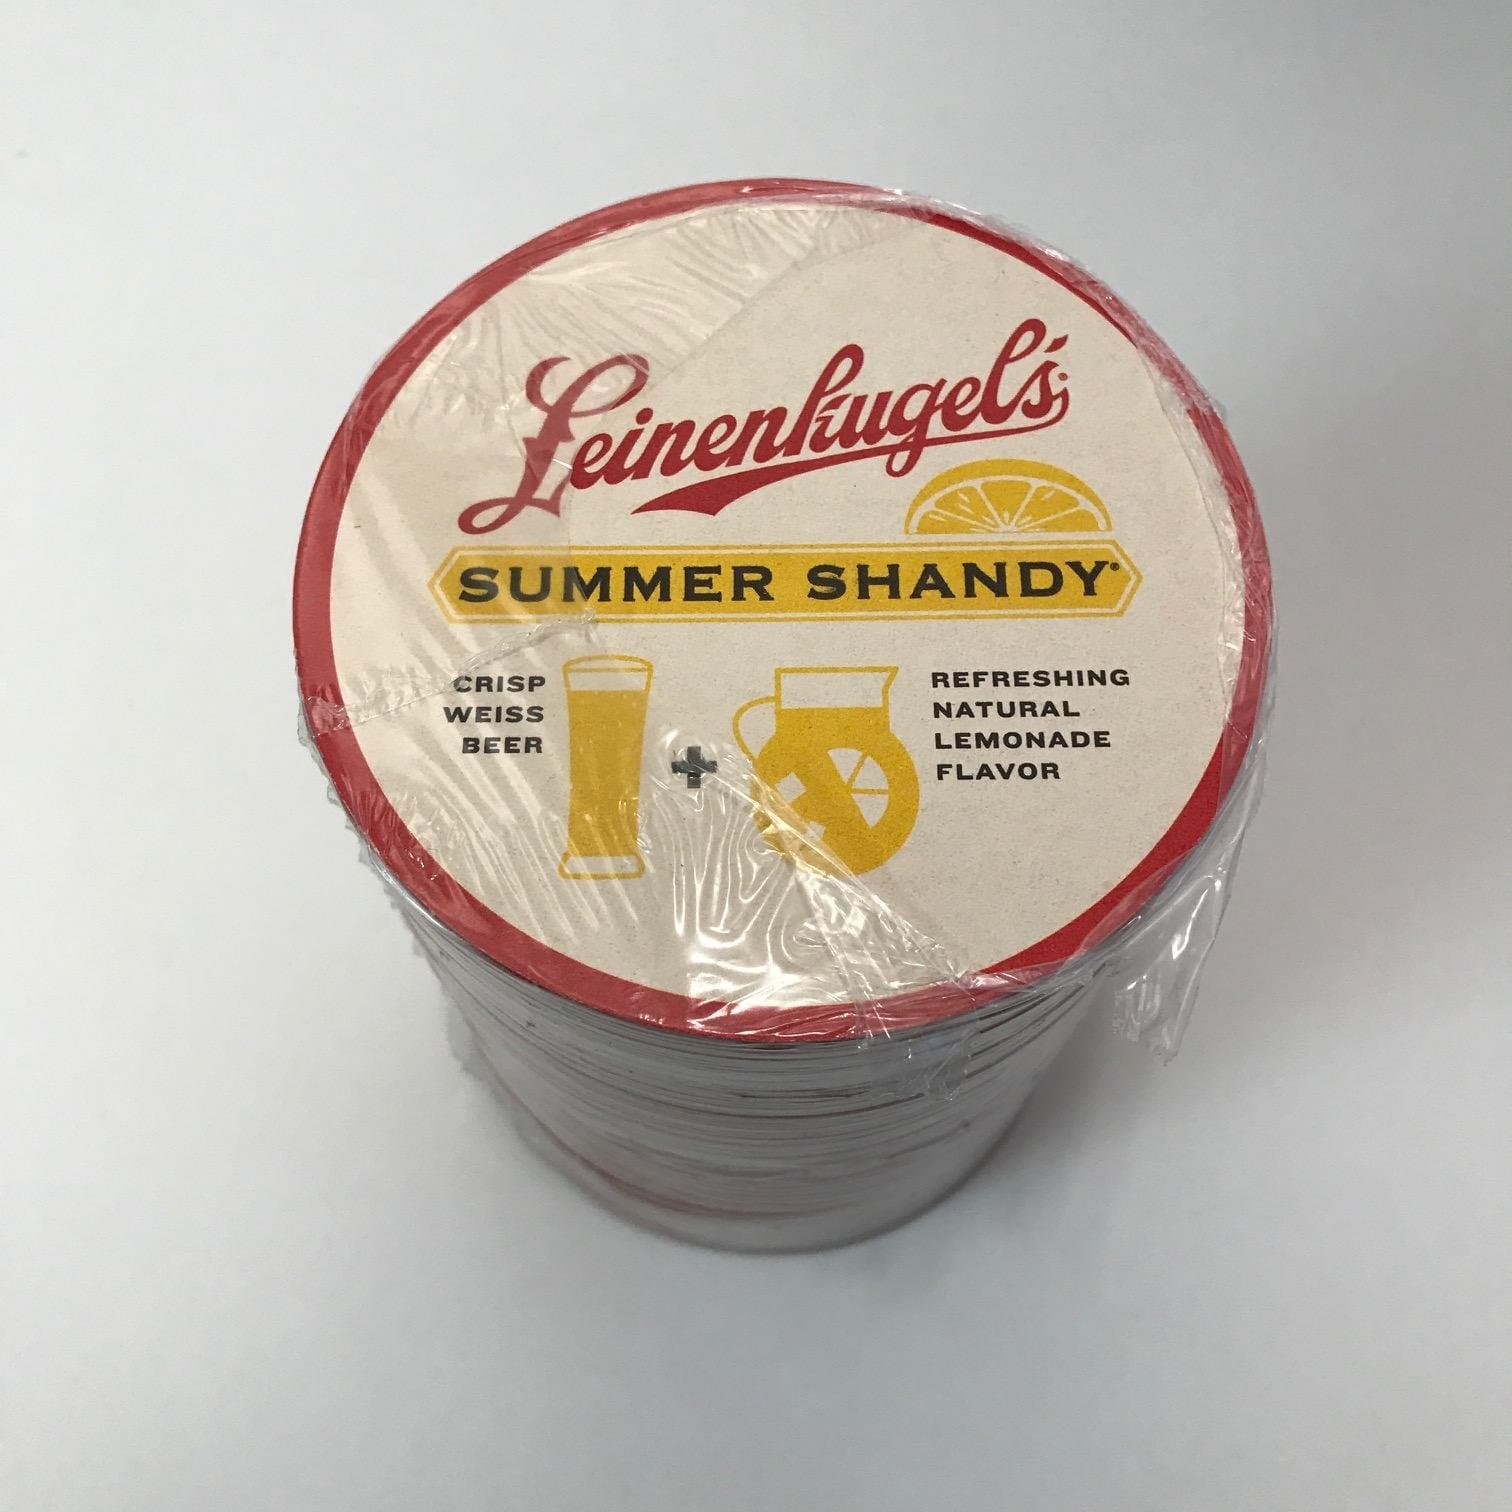 Leinenkugel's®
SUMMER SHANDY®
CRISP
WEISS
BEER
+
REFRESHING
NATURAL
LEMONADE
FLAVOR